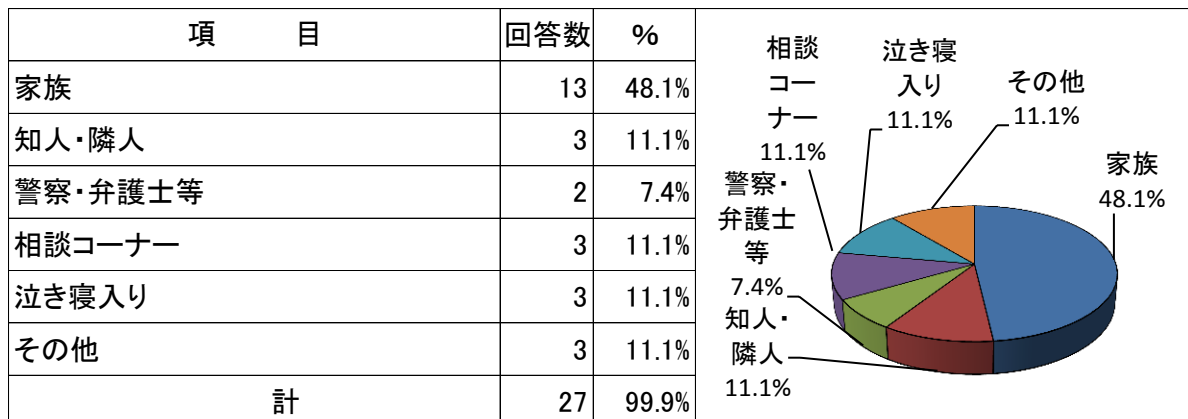 項 目 回答数 %
家族 13 48.1%
知人・隣人 3 11.1%
警察・弁護士等 2 7.4%
相談コーナー 3 11.1%
泣き寝入り 3 11.1%
その他 3 11.1%
計 27 99.9%
相談
コー
ナー
11.1%
泣き寝
入り
11.1%
その他
11.1%
家族
48.1%
警察・
弁護士
等
7.4%
知人・
隣人
11.1%